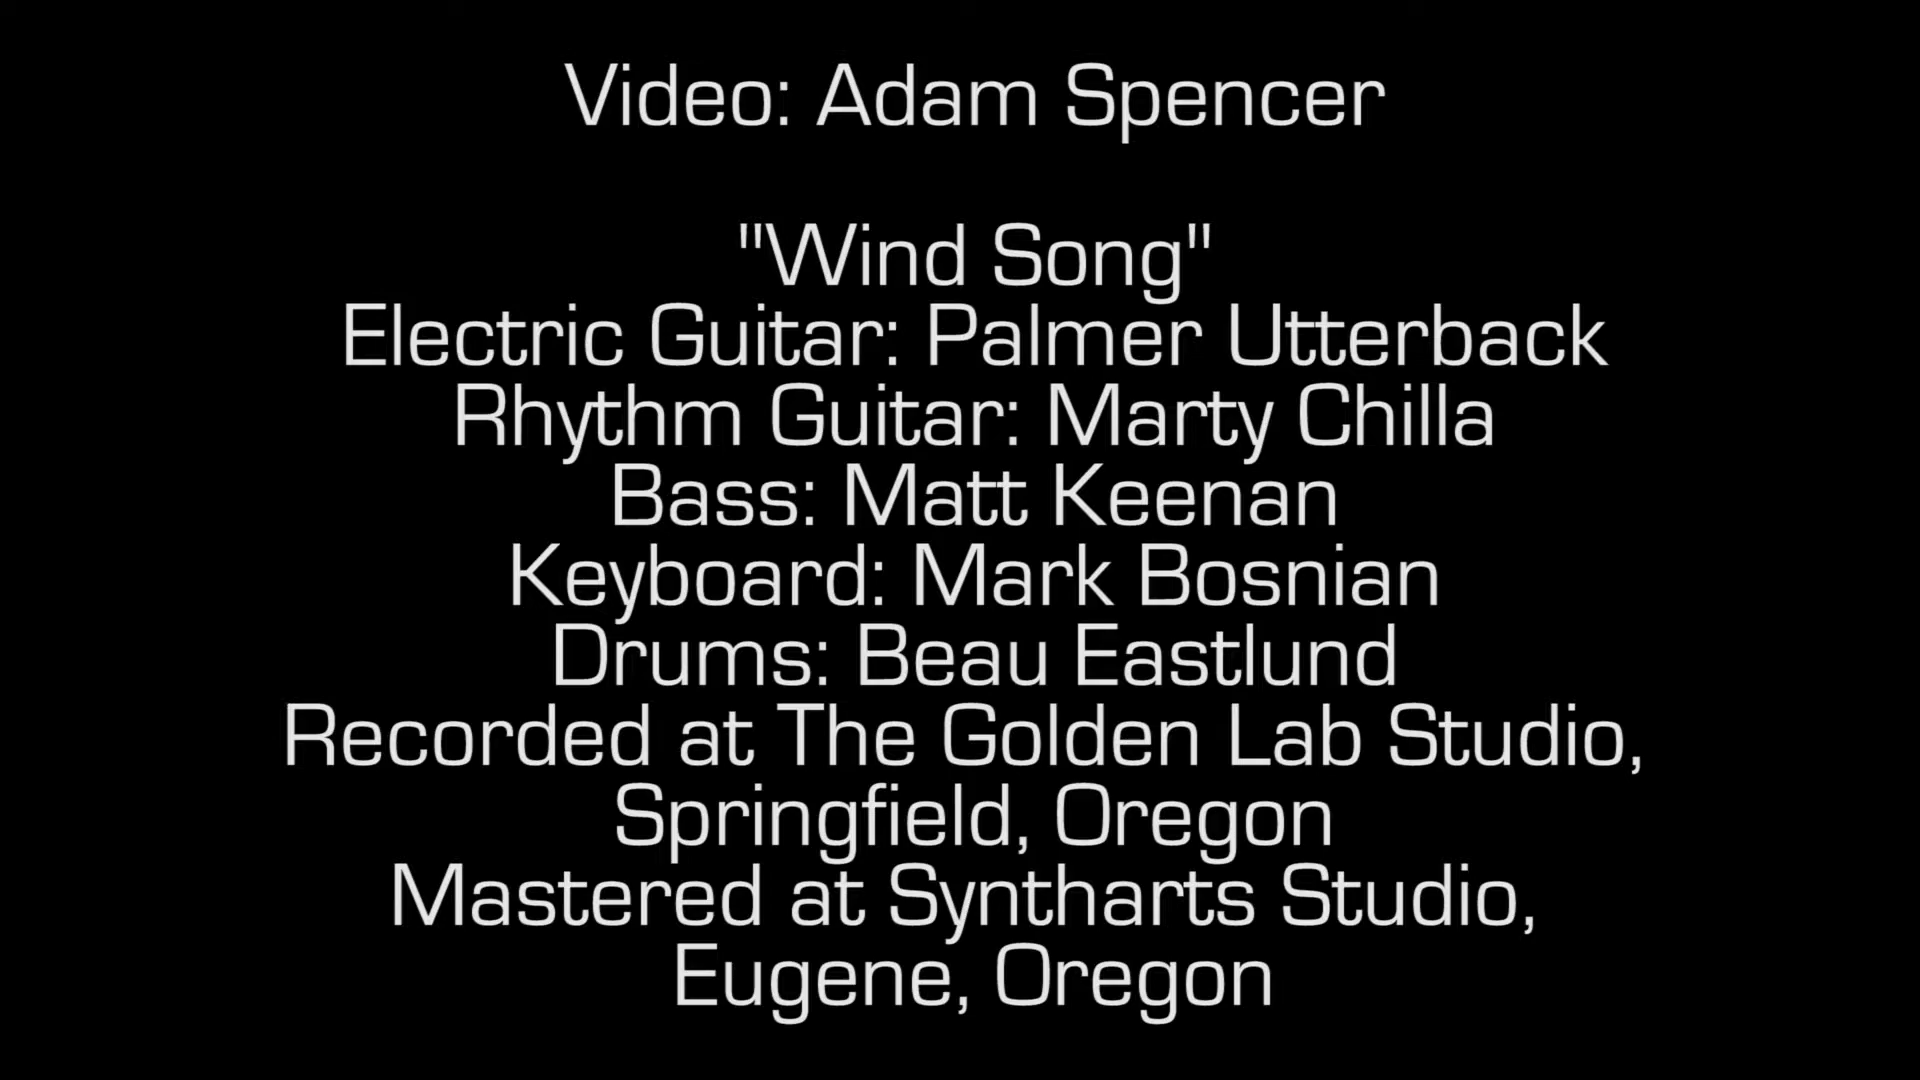 Video: Adam Spencer
"Wind Song"
Electric Guitar: Palmer Utterback
Rhythm Guitar: Marty Chilla
Bass: Matt Keenan
Keyboard: Mark Bosnian
Drums: Beau Eastlund
Recorded at The Golden Lab Studio,
Springfield, Oregon
Mastered at Syntharts Studio,
Eugene, Oregon